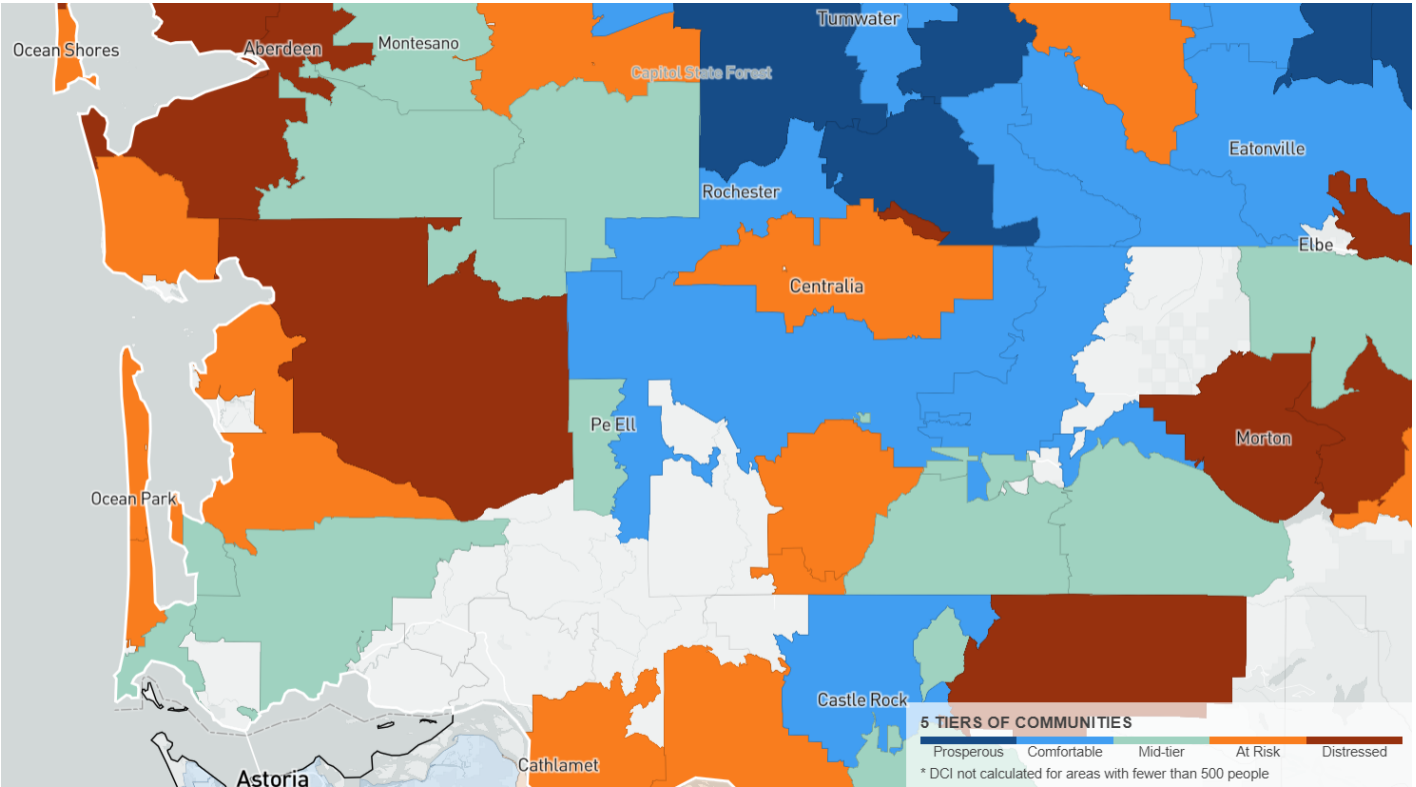 Tumwater
Ocean Shores
Aberdeen
Montesano
Capitol State Forest
Eatonville
Rochester
Elbe
Centralia
Pe Ell
Morton
Ocean Park
Castle Rock
Cathlamet
Astoria
5 TIERS OF COMMUNITIES
Prosperous Comfortable Mid-tier At Risk Distressed
* DCI not calculated for areas with fewer than 500 people